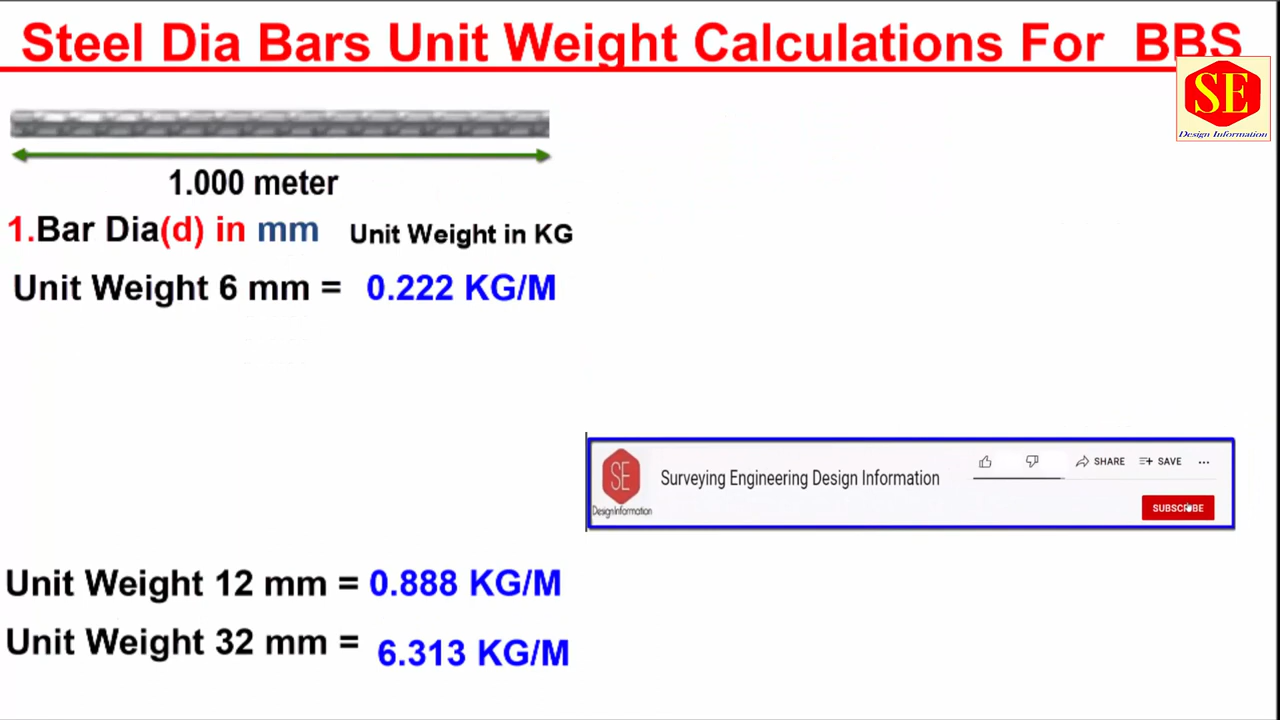 Steel Dia Bars Unit Weight Calculations For BBS
SE
Design Information
1.000 meter
1.Bar Dia(d) in mm Unit Weight in KG
Unit Weight 6 mm = 0.222 KG/M
SE
DesignInformation
Surveying Engineering Design Information
SHARE
SAVE
SUBSCRIBE
Unit Weight 12 mm = 0.888 KG/M
Unit Weight 32 mm = 6.313 KG/M